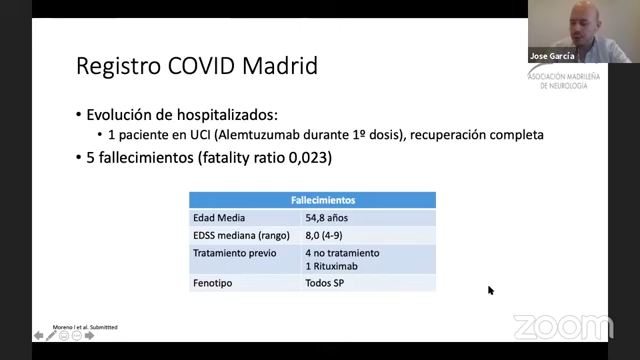 Jose García
ASOCIACIÓN MADRILEÑA
DE NEUROLOGÍA
Registro COVID Madrid
• Evolución de hospitalizados:
• 1 paciente en UCI (Alemtuzumab durante 1º dosis), recuperación completa
• 5 fallecimientos (fatality ratio 0,023)
Fallecimientos
Edad Media 54,8 años
EDSS mediana (rango) 8,0 (4-9)
Tratamiento previo 4 no tratamiento
1 Rituximab
Fenotipo Todos SP
Moreno I et al. Submittted
zoom